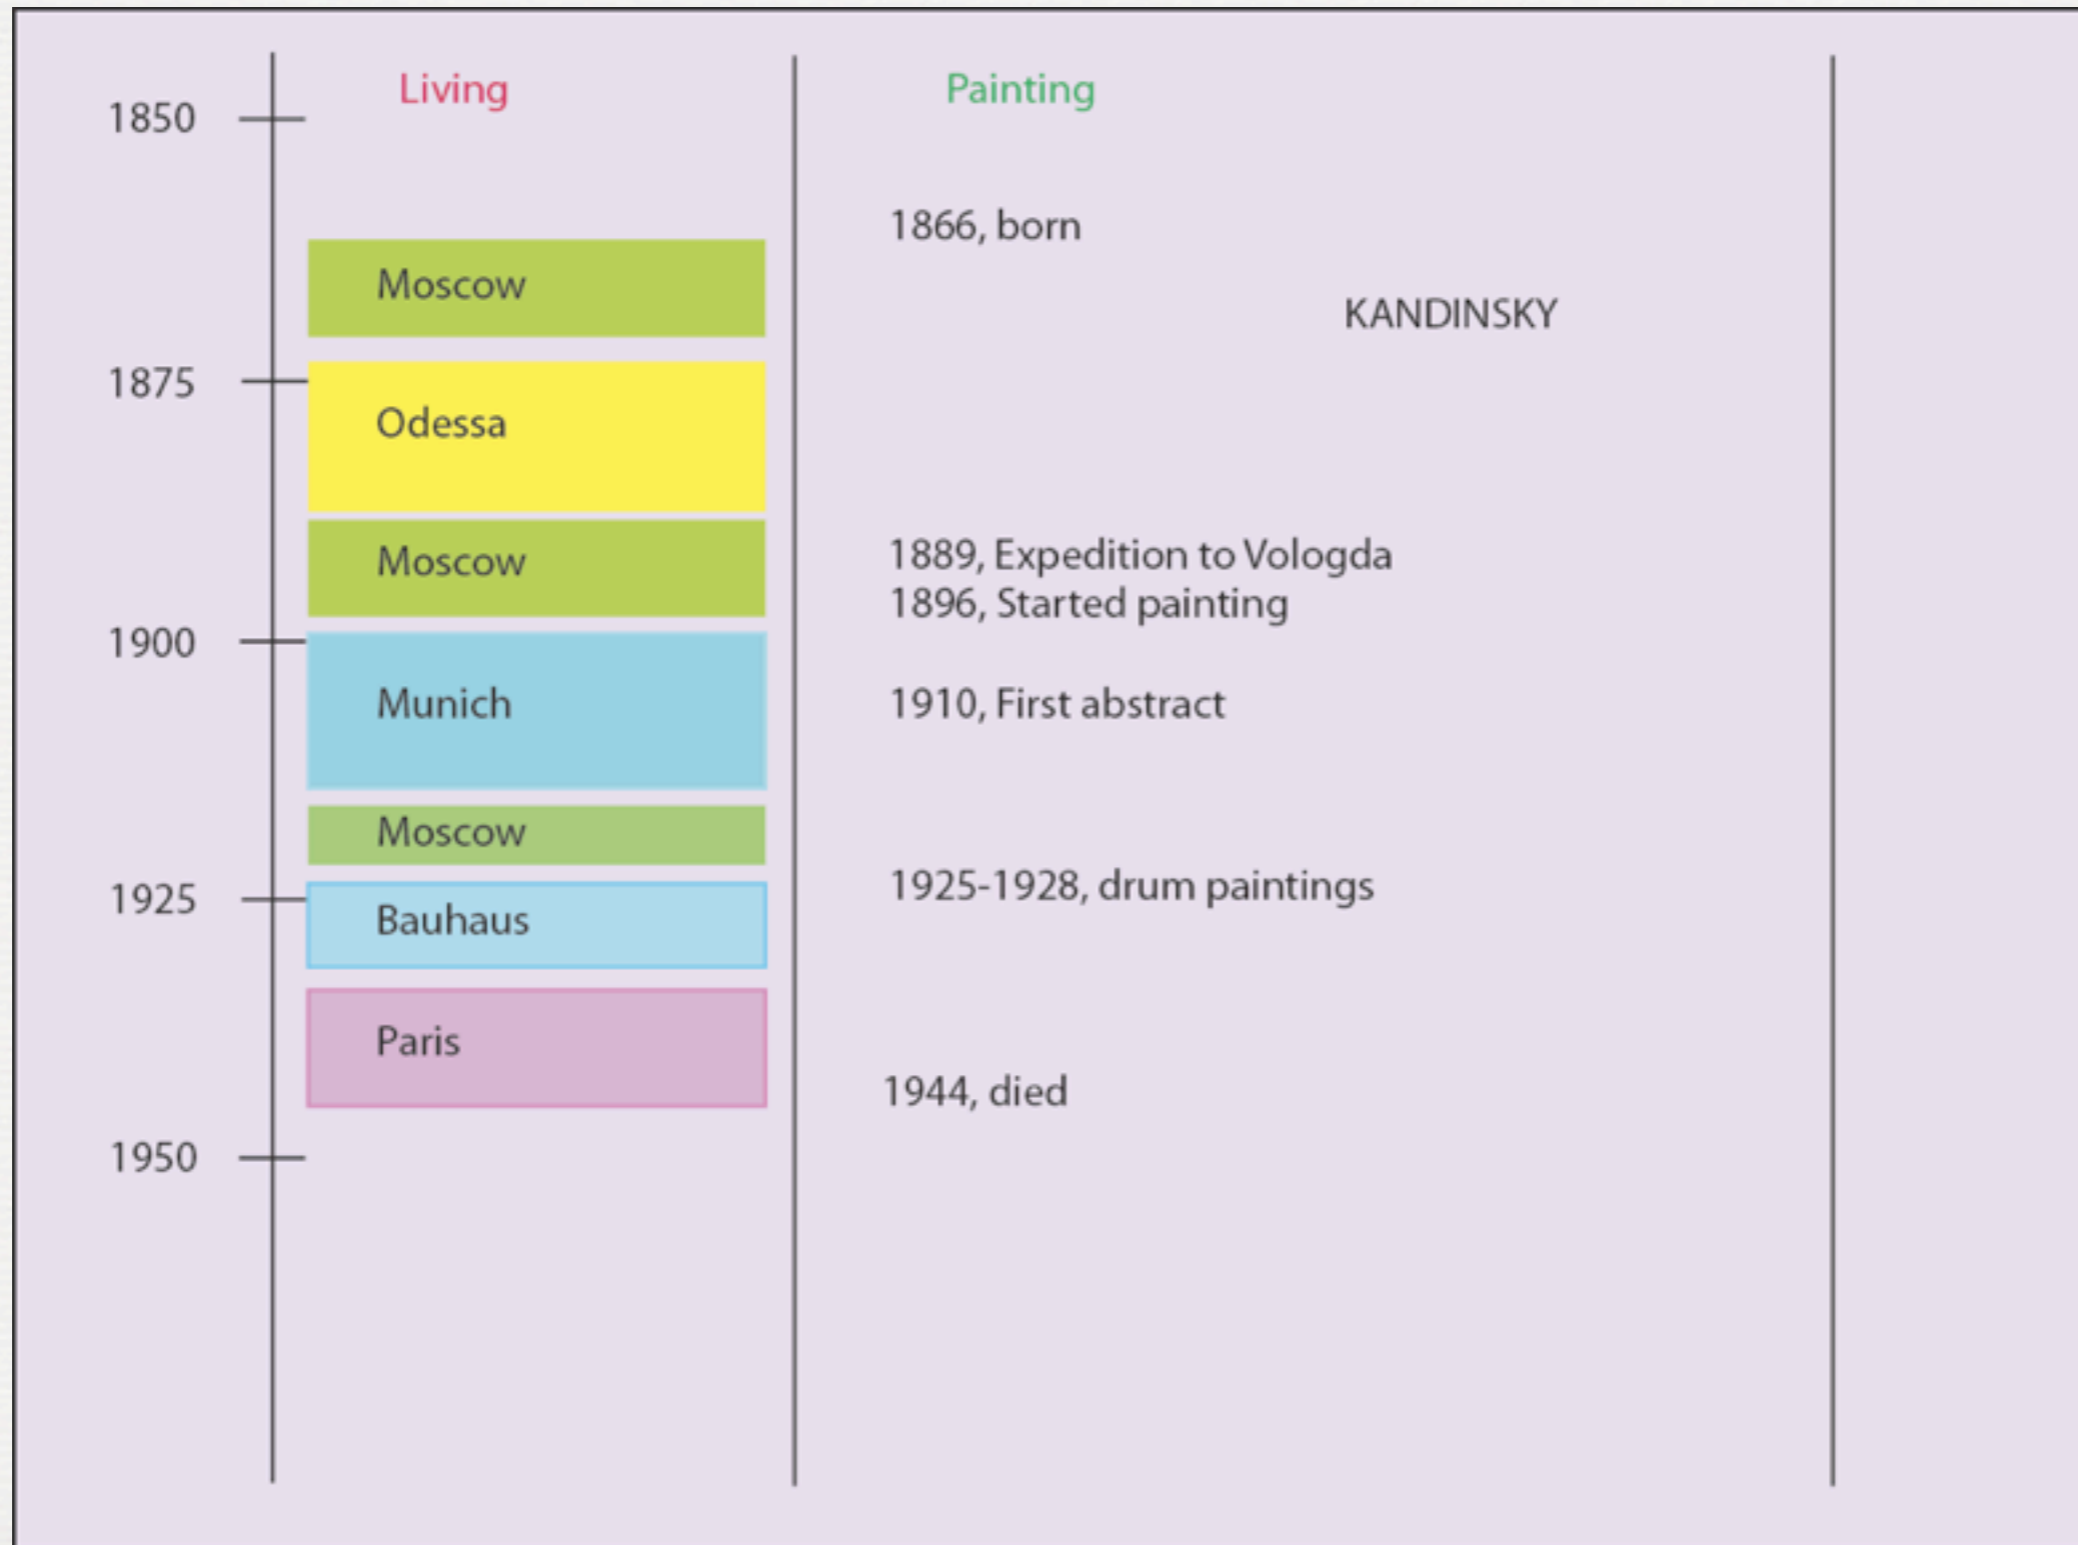 Living
Painting
1850
1866, born
Moscow
KANDINSKY
1875
Odessa
1889, Expedition to Vologda
Moscow
1896, Started painting
1900
Munich
1910, First abstract
Moscow
1925-1928, drum paintings
1925
Bauhaus
Paris
1944, died
1950